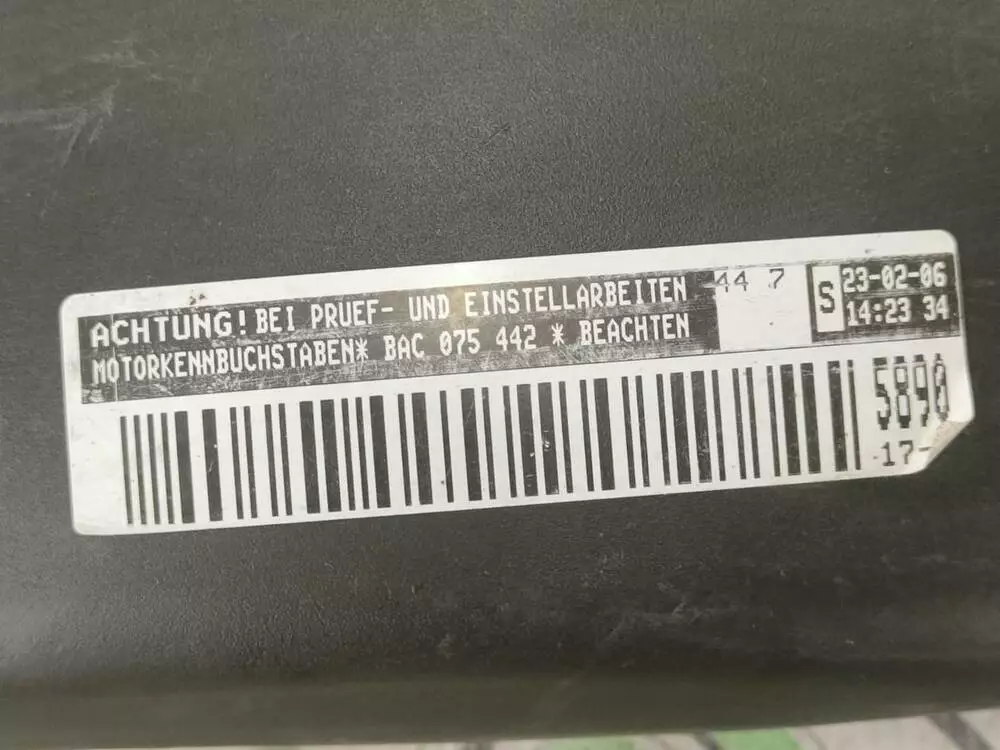 ACHTUNG! BEI PRUEF- UND EINSTELLARBEITEN
MOTORKENNBUCHSTABEN* BAC 075 442 * BEACHTEN
44 7
S
23-02-06
14:23 34
5890
17-